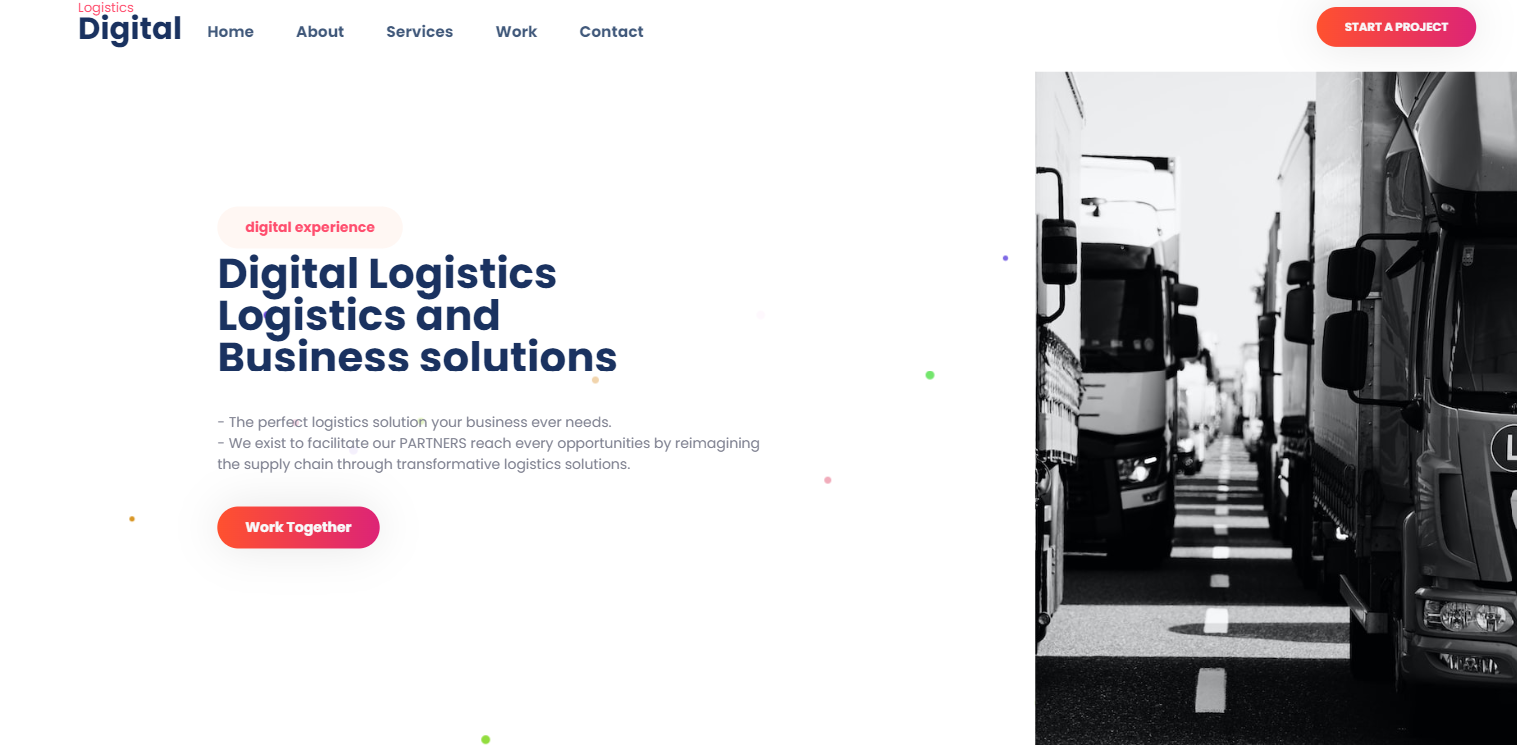 Logistics
Digital
Home
About
Services
Work
Contact
START A PROJECT
digital experience
Digital Logistics
Logistics and
Business solutions
- The perfect logistics solution your business ever needs.
- We exist to facilitate our PARTNERS reach every opportunities by reimagining
the supply chain through transformative logistics solutions.
Work Together